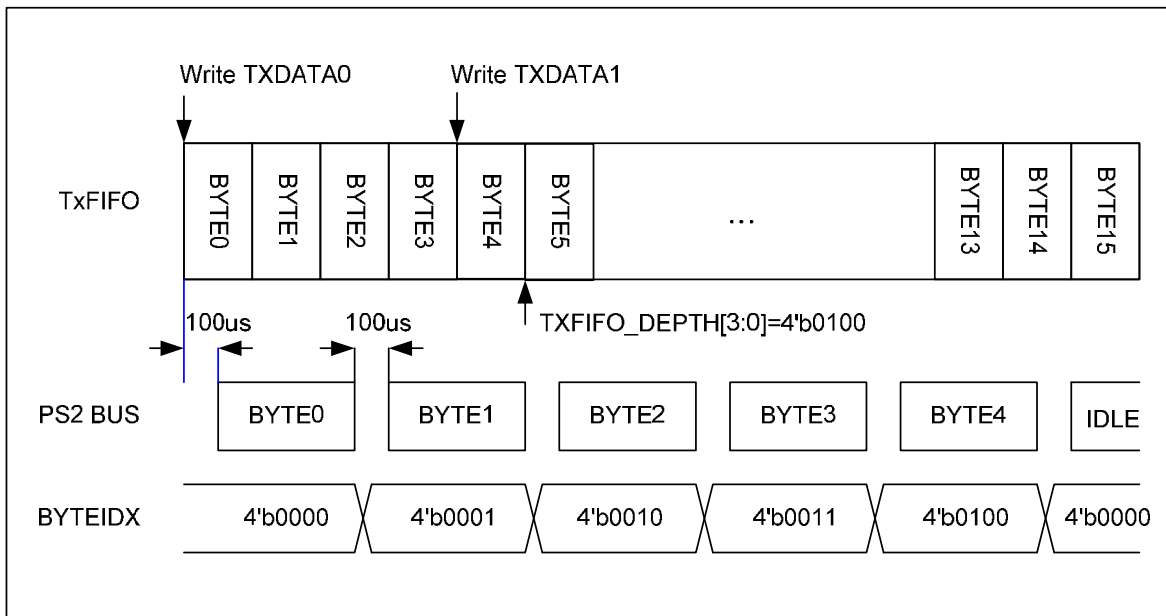 Write TXDATA0 Write TXDATA1
TxFIFO BYTE0 BYTE1 BYTE2 BYTE3 BYTE4 BYTE5 ... BYTE13 BYTE14 BYTE15
100us 100us TXFIFO_DEPTH[3:0]=4'b0100
PS2 BUS BYTE0 BYTE1 BYTE2 BYTE3 BYTE4 IDLE
BYTEIDX 4'b0000 4'b0001 4'b0010 4'b0011 4'b0100 4'b0000